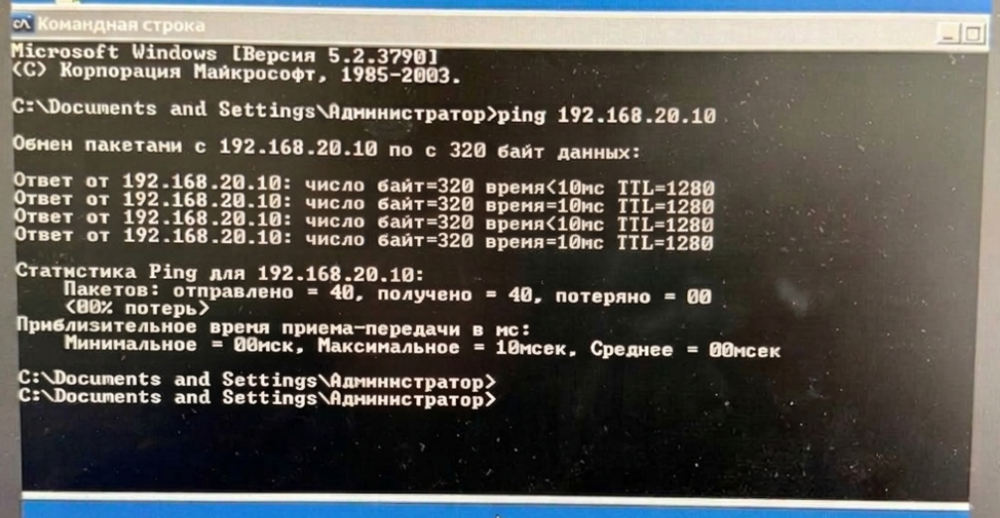 Командная строка
Microsoft Windows [Версия 5.2.3790]
(C) Корпорация Майкрософт, 1985-2003.
C:\Documents and Settings\Администратор>ping 192.168.20.10
Обмен пакетами с 192.168.20.10 по с 320 байт данных:
Ответ от 192.168.20.10: число байт=320 время<10мс TTL=1280
Ответ от 192.168.20.10: число байт=320 время=10мс TTL=1280
Ответ от 192.168.20.10: число байт=320 время<10мс TTL=1280
Ответ от 192.168.20.10: число байт=320 время=10мс TTL=1280
Статистика Ping для 192.168.20.10:
Пакетов: отправлено = 40, получено = 40, потеряно = 00
<00% потерь>
Приблизительное время приема-передачи в мс:
Минимальное = 00мск, Максимальное = 10мсек, Среднее = 00мсек
C:\Documents and Settings\Администратор>
C:\Documents and Settings\Администратор>